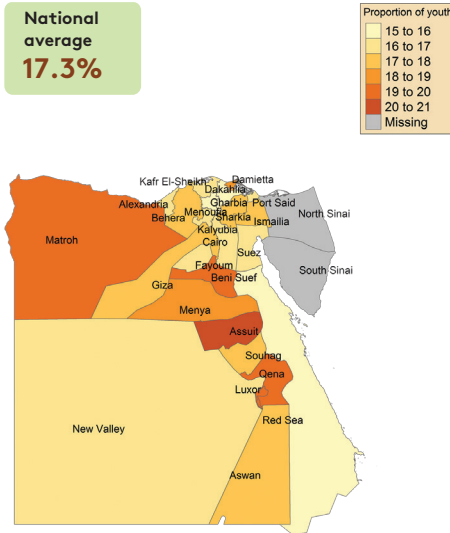 National
average
17.3%
Proportion of youth
15 to 16
16 to 17
17 to 18
18 to 19
19 to 20
20 to 21
Missing
Kafr El-Sheikh
Damietta
Dakahlia
Alexandria
Gharbia
Port Said
Behera
Menoufia
Sharkia
Ismailia
North Sinai
Kalyubia
Matroh
Cairo
Suez
Fayoum
South Sinai
Beni Suef
Giza
Menya
Assuit
Souhag
Qena
Luxor
Red Sea
New Valley
Aswan